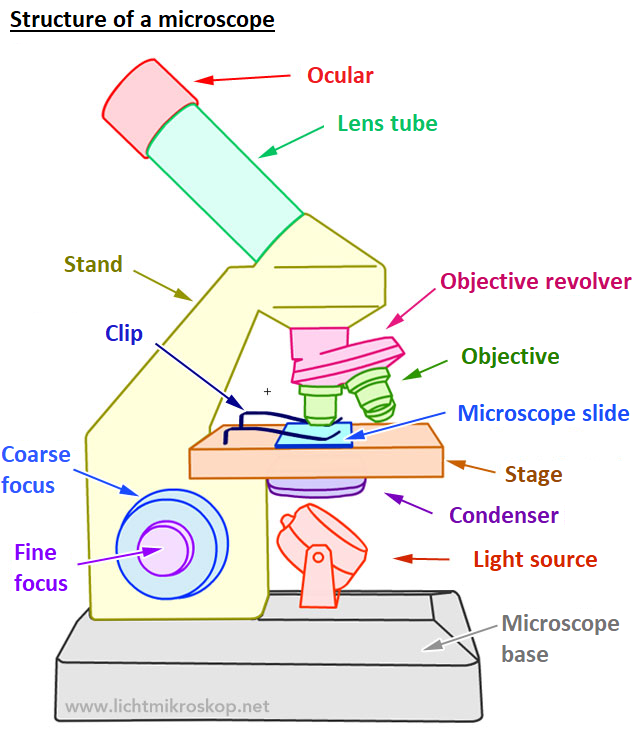 Structure of a microscope
Ocular
Lens tube
Stand
Objective revolver
Clip
Objective
Microscope slide
Coarse
focus
Stage
Condenser
Fine
focus
Light source
Microscope
base
www.lichtmikroskop.net